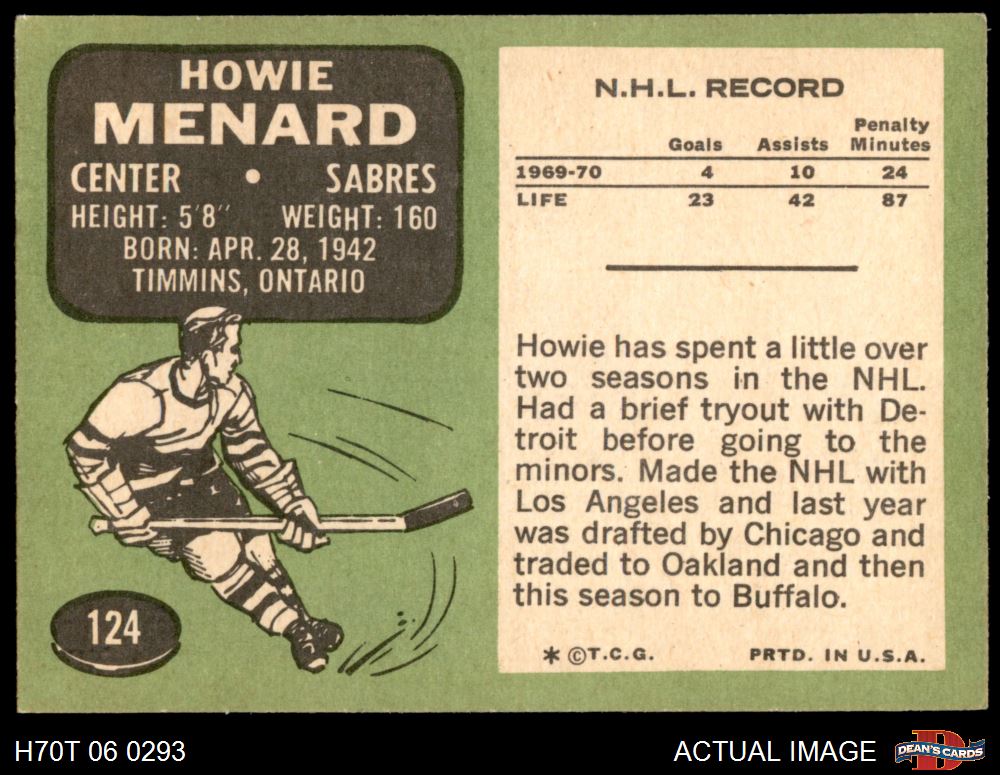 HOWIE
MENARD
CENTER • SABRES
HEIGHT: 5'8" WEIGHT: 160
BORN: APR. 28, 1942
TIMMINS, ONTARIO
124
N.H.L. RECORD
Goals Assists Penalty Minutes
1969-70 4 10 24
LIFE 23 42 87
Howie has spent a little over
two seasons in the NHL.
Had a brief tryout with De-
troit before going to the
minors. Made the NHL with
Los Angeles and last year
was drafted by Chicago and
traded to Oakland and then
this season to Buffalo.
* © T.C.G. PRTD. IN U.S.A.
H70T 06 0293
ACTUAL IMAGE
D
DEAN'S CARDS